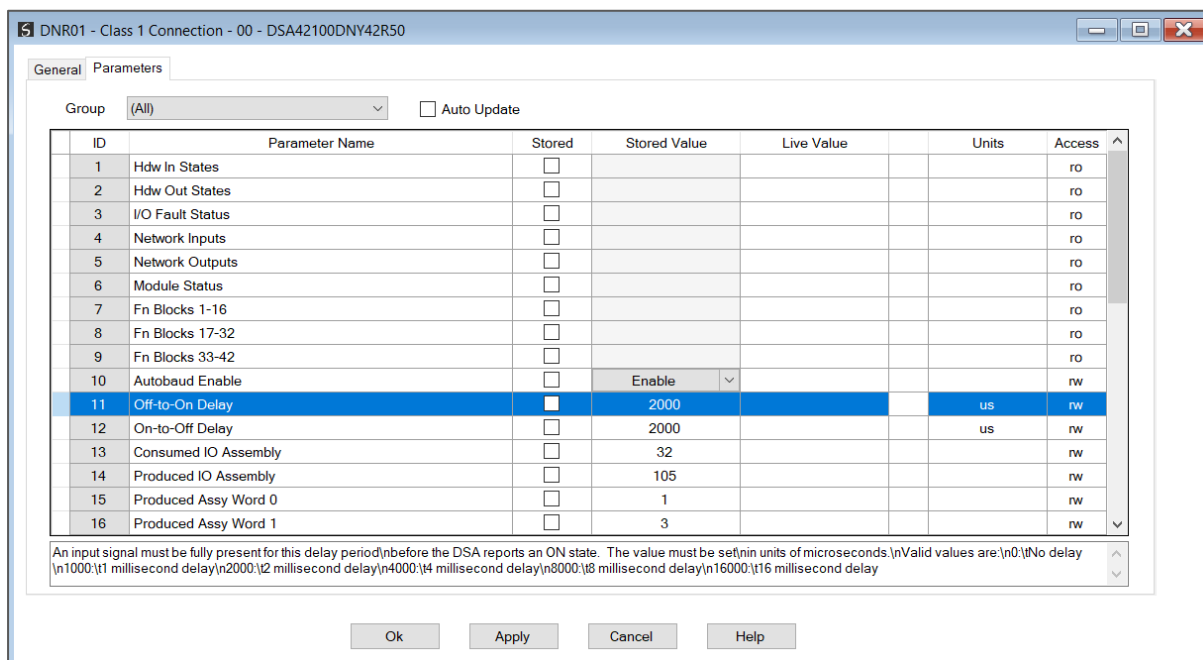 DNR01 - Class 1 Connection - 00 - DSA42100DNY42R50
General Parameters
Group (All) Auto Update
ID Parameter Name Stored Stored Value Live Value Units Access
1 Hdw In States ro
2 Hdw Out States ro
3 I/O Fault Status ro
4 Network Inputs ro
5 Network Outputs ro
6 Module Status ro
7 Fn Blocks 1-16 ro
8 Fn Blocks 17-32 ro
9 Fn Blocks 33-42 ro
10 Autobaud Enable Enable rw
11 Off-to-On Delay 2000 us rw
12 On-to-Off Delay 2000 us rw
13 Consumed IO Assembly 32 rw
14 Produced IO Assembly 105 rw
15 Produced Assy Word 0 1 rw
16 Produced Assy Word 1 3 rw
An input signal must be fully present for this delay period\nbefore the DSA reports an ON state. The value must be set\nin units of microseconds.\nValid values are:\n0:\tNo delay
\n1000:\t1 millisecond delay\n2000:\t2 millisecond delay\n4000:\t4 millisecond delay\n8000:\t8 millisecond delay\n16000:\t16 millisecond delay
Ok Apply Cancel Help